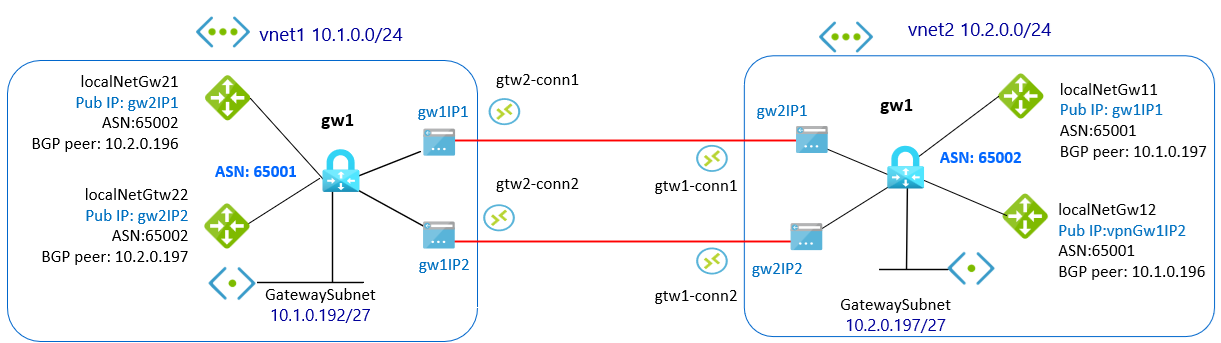 vnet1 10.1.0.0/24
vnet2 10.2.0.0/24
localNetGw21
Pub IP: gw2IP1
ASN:65002
BGP peer: 10.2.0.196
gw1
ASN: 65001
localNetGtw22
Pub IP: gw2IP2
ASN:65002
BGP peer: 10.2.0.197
GatewaySubnet
10.1.0.192/27
gw1IP1
gw1IP2
gtw2-conn1
gtw2-conn2
gtw1-conn1
gtw1-conn2
gw2IP1
gw2IP2
gw1
ASN: 65002
localNetGw11
Pub IP: gw1IP1
ASN:65001
BGP peer: 10.1.0.197
localNetGw12
Pub IP:vpnGw1IP2
ASN:65001
BGP peer: 10.1.0.196
GatewaySubnet
10.2.0.197/27